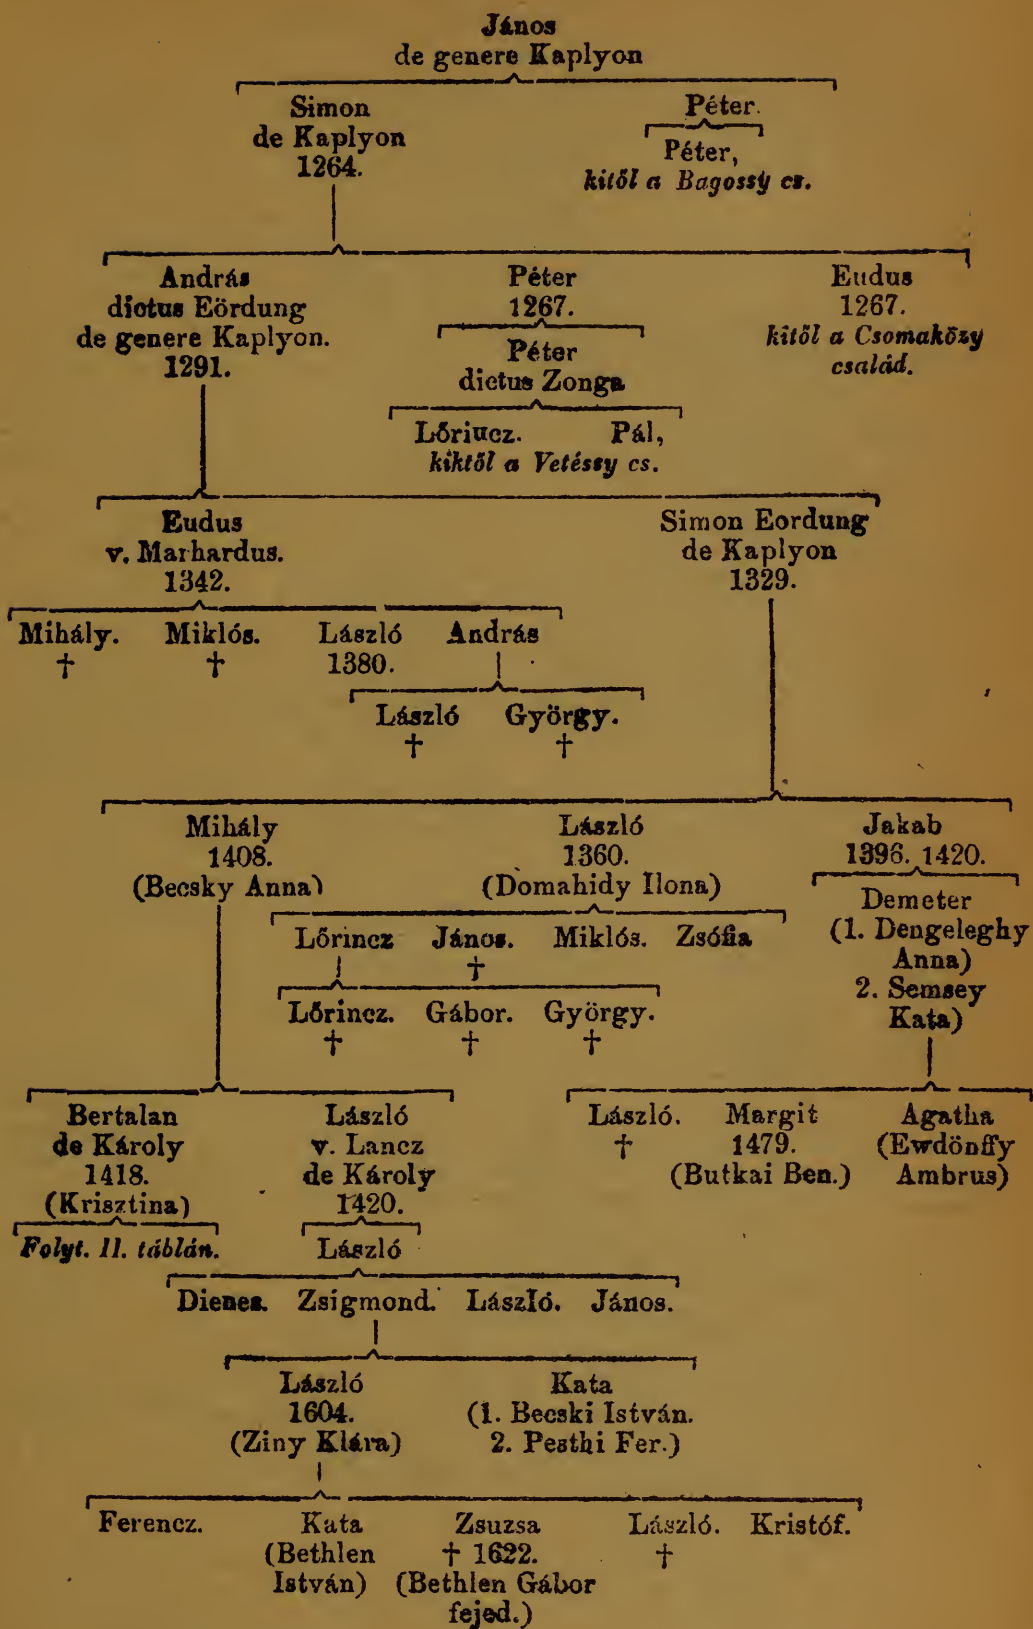 János
de genere Kaplyon
Simon
de Kaplyon
1264.
Péter.
Péter,
kitől a Bagossy cs.
András
dictus Eördung
de genere Kaplyon.
1291.
Péter
1267.
Péter
dictus Zonga
Lőrincz. Pál,
kiktől a Vetéssy cs.
Eudus
1267.
kitől a Csomaközy
család.
Eudus
v. Marhardus.
1342.
Simon Eordung
de Kaplyon
1329.
Mihály. Miklós. László András
† † 1380.
László György.
† †
Mihály
1408.
(Becsky Anna)
László
1360.
(Domahidy Ilona)
Jakab
1396. 1420.
Lőrincz János. Miklós. Zsófia
†
Lőrincz. Gábor. György.
† † †
Demeter
(1. Dengeleghy
Anna)
2. Semsey
Kata)
Bertalan
de Károly
1418.
(Krisztina)
Folyt. II. táblán.
László
v. Lancz
de Károly
1420.
László
László.
†
Margit
1479.
(Butkai Ben.)
Agatha
(Ewdönffy
Ambrus)
Dienes. Zsigmond. László. János.
László
1604.
(Ziny Klára)
Kata
(1. Becski István.
2. Pesthi Fer.)
Ferencz.
Kata
(Bethlen
István)
Zsuzsa
† 1622.
(Bethlen Gábor
fejed.)
László.
†
Kristóf.